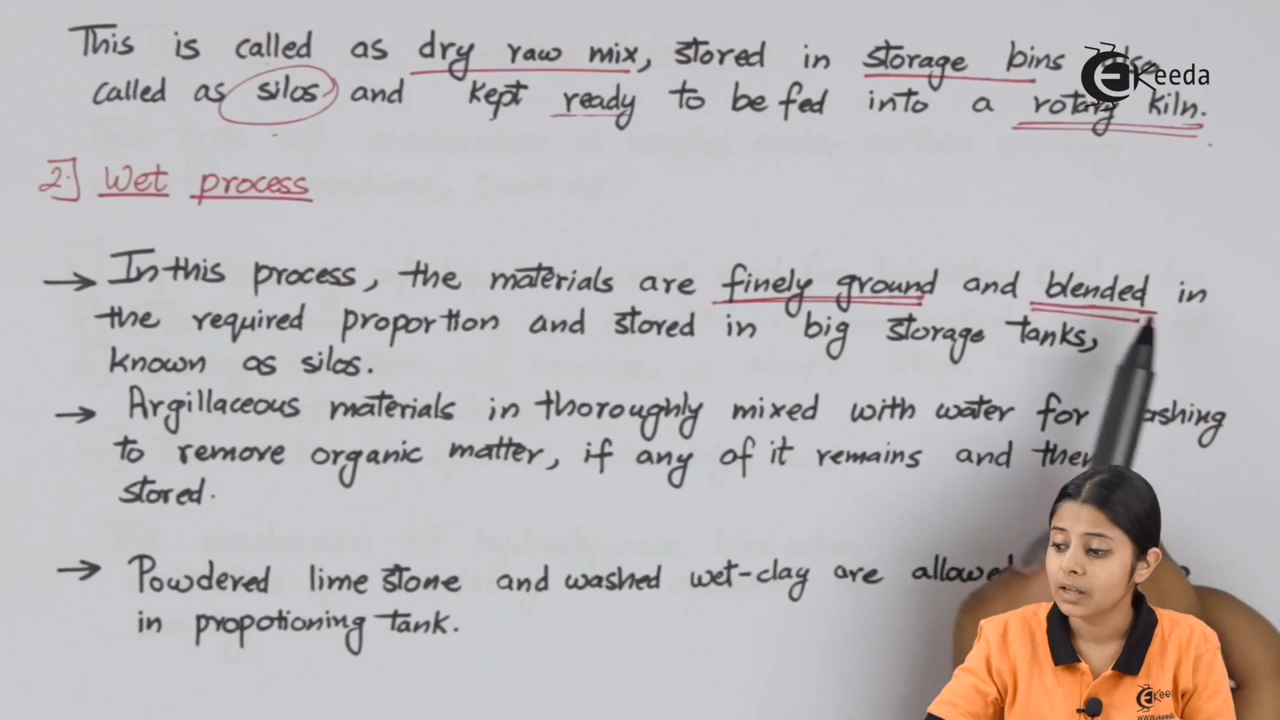 This is called as dry raw mix, stored in storage bins also
called as silos and kept ready to be fed into a rotary kiln.
EKeeda
2.] Wet process
→ In this process, the materials are finely ground and blended in
the required proportion and stored in big storage tanks,
known as silos.
→ Argillaceous materials in thoroughly mixed with water for ashing
to remove organic matter, if any of it remains and then
stored.
→ Powdered lime stone and washed wet-clay are allowed
in propotioning tank.